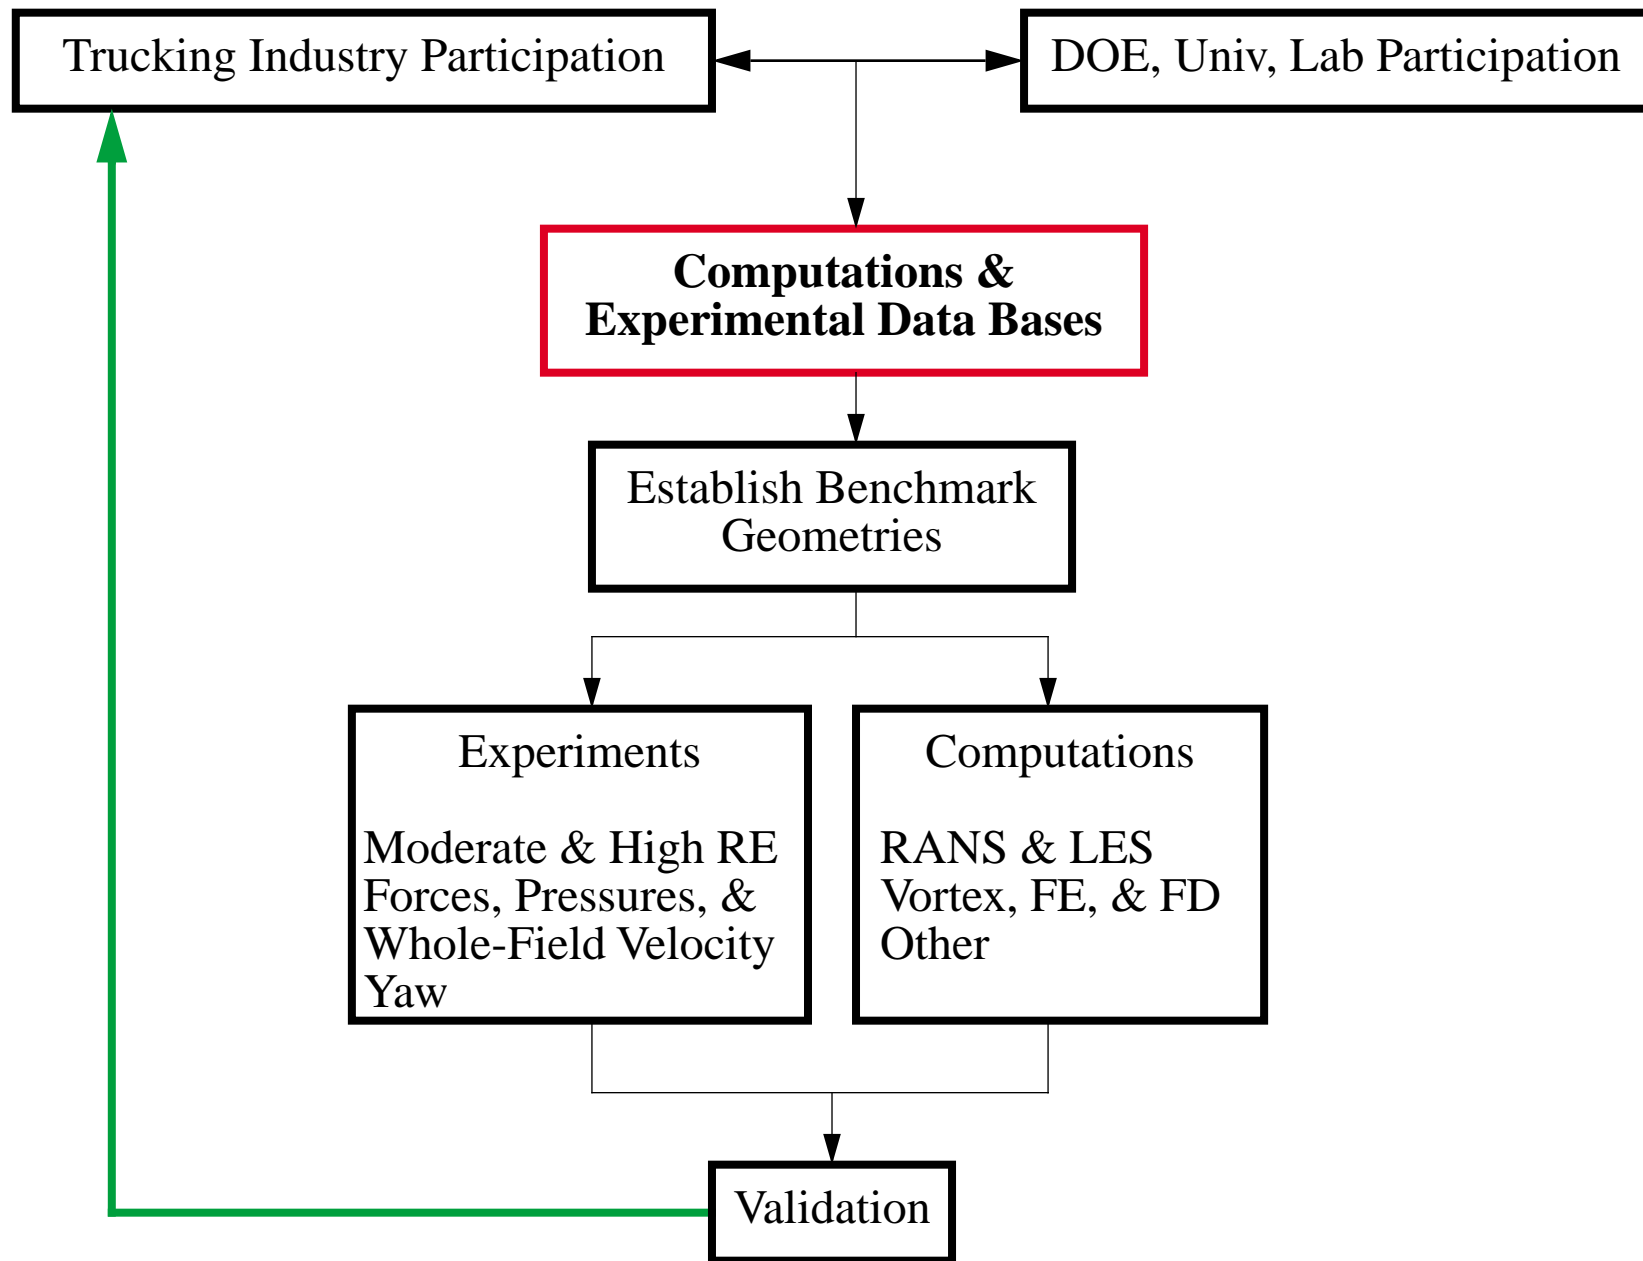 Trucking Industry Participation
DOE, Univ, Lab Participation
Computations &
Experimental Data Bases
Establish Benchmark
Geometries
Experiments
Moderate & High RE
Forces, Pressures, &
Whole-Field Velocity
Yaw
Computations
RANS & LES
Vortex, FE, & FD
Other
Validation